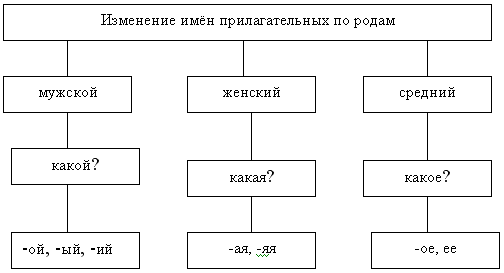 Изменение имён прилагательных по родам
мужской
женский
средний
какой?
какая?
какое?
-ой, -ый, -ий
-ая, -яя
-ое, ее